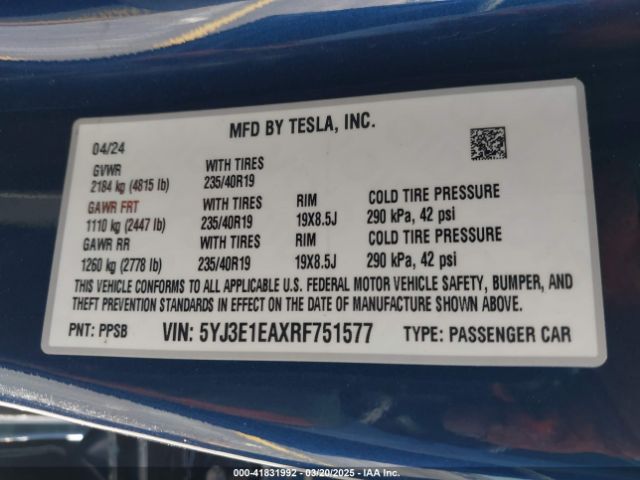 MFD BY TESLA, INC.
04/24
GVWR WITH TIRES
2184 kg (4815 lb) 235/40R19
GAWR FRT WITH TIRES RIM COLD TIRE PRESSURE
1110 kg (2447 lb) 235/40R19 19X8.5J 290 kPa, 42 psi
GAWR RR WITH TIRES RIM COLD TIRE PRESSURE
1260 kg (2778 lb) 235/40R19 19X8.5J 290 kPa, 42 psi
THIS VEHICLE CONFORMS TO ALL APPLICABLE U.S. FEDERAL MOTOR VEHICLE SAFETY, BUMPER, AND
THEFT PREVENTION STANDARDS IN EFFECT ON THE DATE OF MANUFACTURE SHOWN ABOVE.
PNT: PPSB VIN: 5YJ3E1EAXRF751577 TYPE: PASSENGER CAR
000-41831992 - 03/20/2025 - IAA Inc.